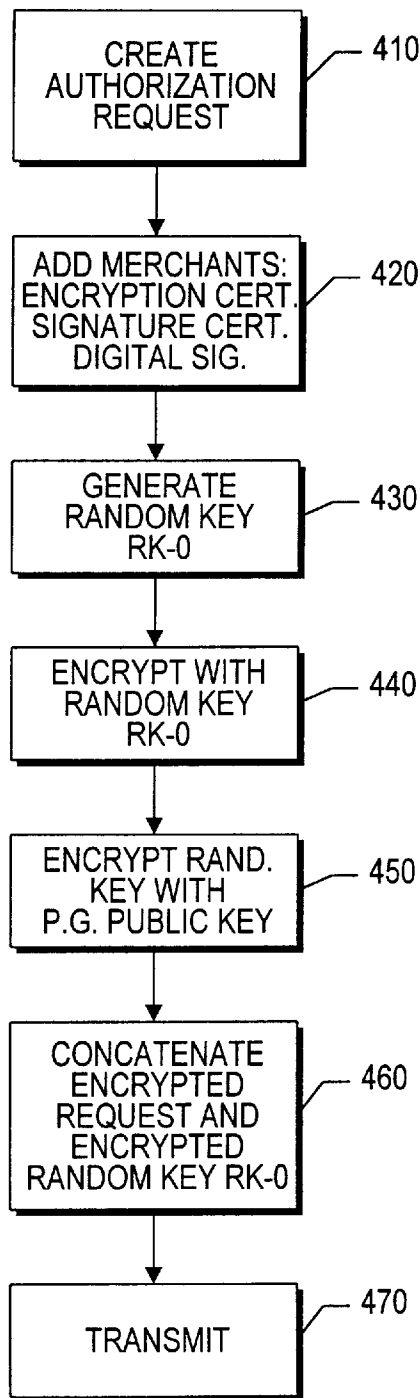 CREATE
AUTHORIZATION
REQUEST
410
ADD MERCHANTS:
ENCRYPTION CERT.
SIGNATURE CERT.
DIGITAL SIG.
420
GENERATE
RANDOM KEY
RK-0
430
ENCRYPT WITH
RANDOM KEY
RK-0
440
ENCRYPT RAND.
KEY WITH
P.G. PUBLIC KEY
450
CONCATENATE
ENCRYPTED
REQUEST AND
ENCRYPTED
RANDOM KEY RK-0
460
TRANSMIT
470